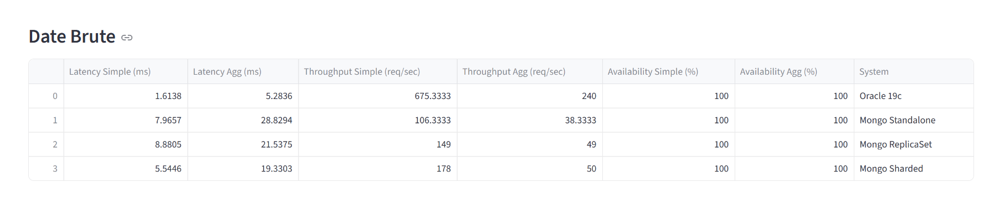 Date Brute
Latency Simple (ms) Latency Agg (ms) Throughput Simple (req/sec) Throughput Agg (req/sec) Availability Simple (%) Availability Agg (%) System
0 1.6138 5.2836 675.3333 240 100 100 Oracle 19c
1 7.9657 28.8294 106.3333 38.3333 100 100 Mongo Standalone
2 8.8805 21.5375 149 49 100 100 Mongo ReplicaSet
3 5.5446 19.3303 178 50 100 100 Mongo Sharded